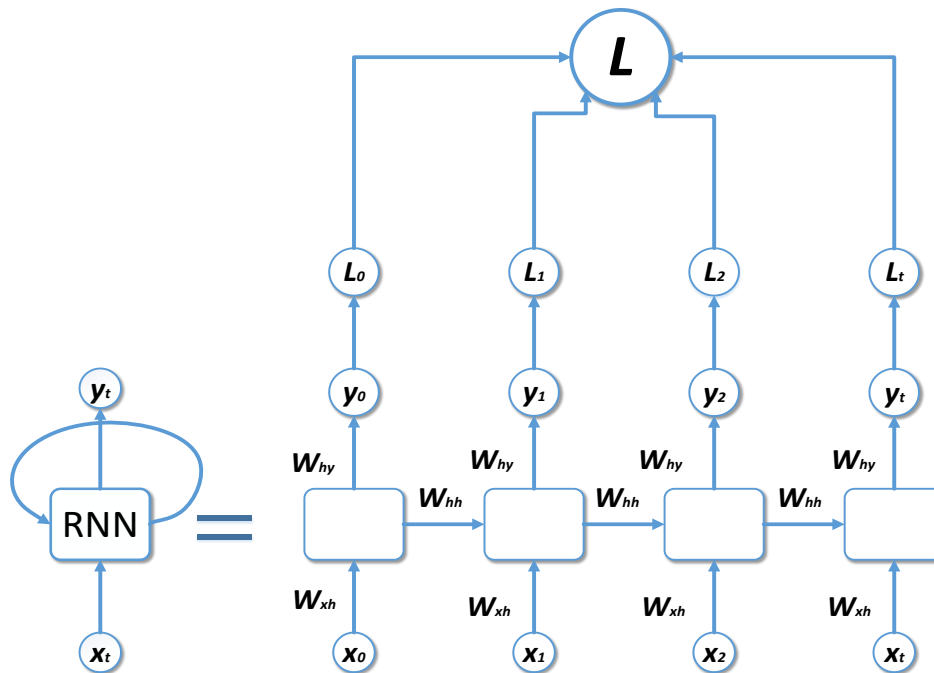 L
L0 L1 L2 Lt
yt y0 y1 y2 yt
Why Why Why Why
Whh Whh Whh
RNN =
Wxh Wxh Wxh Wxh
xt x0 x1 x2 xt